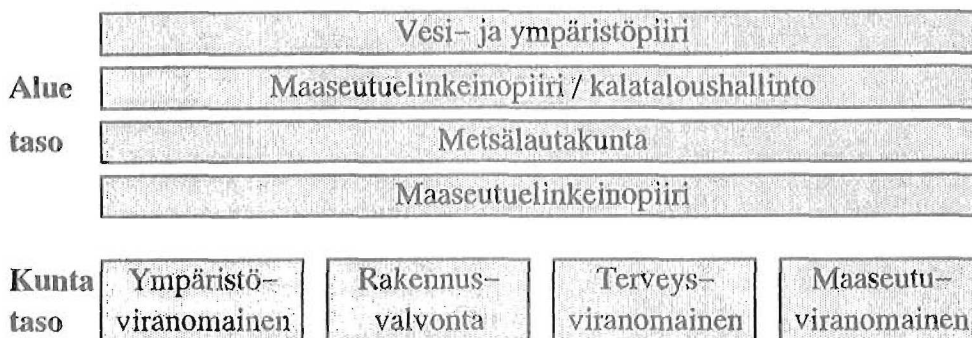 Vesi– ja ympäristöpiiri
Alue
Maaseutuelinkeinopiiri / kalataloushallinto
taso
Metsälautakunta
Maaseutuelinkeinopiiri
Kunta
taso
Ympäristö–
viranomainen
Rakennus–
valvonta
Terveys–
viranomainen
Maaseutu–
viranomainen